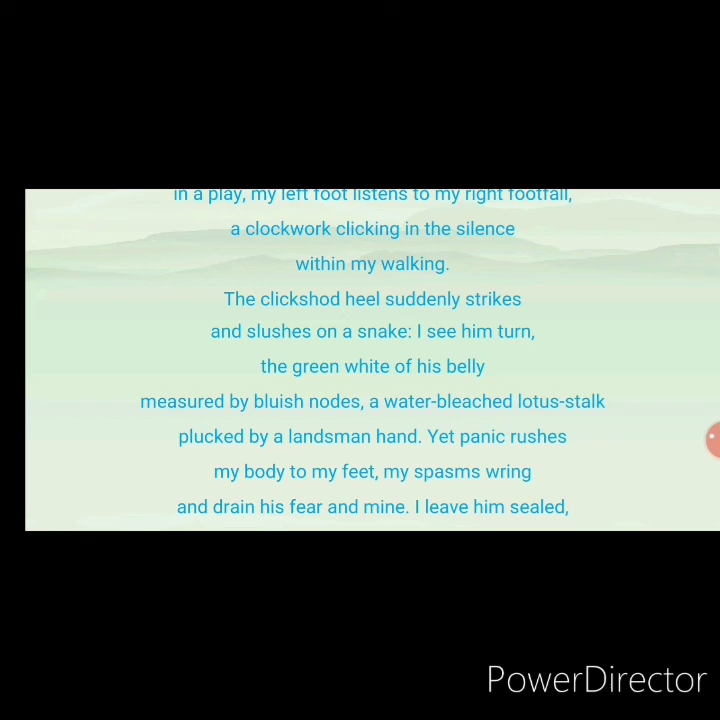 in a play, my left foot listens to my right footfall,
a clockwork clicking in the silence
within my walking.
The clickshod heel suddenly strikes
and slushes on a snake: I see him turn,
the green white of his belly
measured by bluish nodes, a water-bleached lotus-stalk
plucked by a landsman hand. Yet panic rushes
my body to my feet, my spasms wring
and drain his fear and mine. I leave him sealed,
PowerDirector